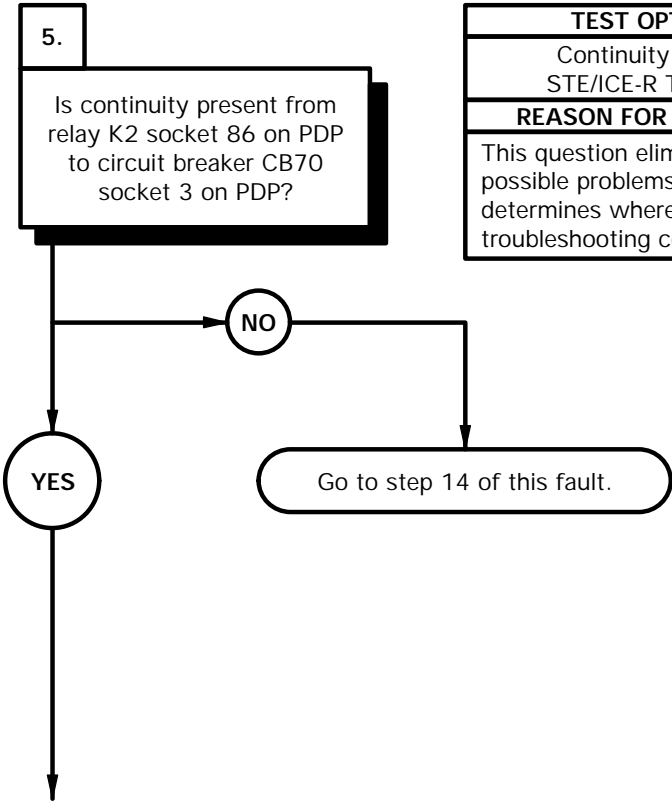 5.
Is continuity present from
relay K2 socket 86 on PDP
to circuit breaker CB70
socket 3 on PDP?
TEST
Continuity
STE/ICE-R
REASON FOR
This question
possible problems
determines where
troubleshooting
NO
YES
Go to step 14 of this fault.